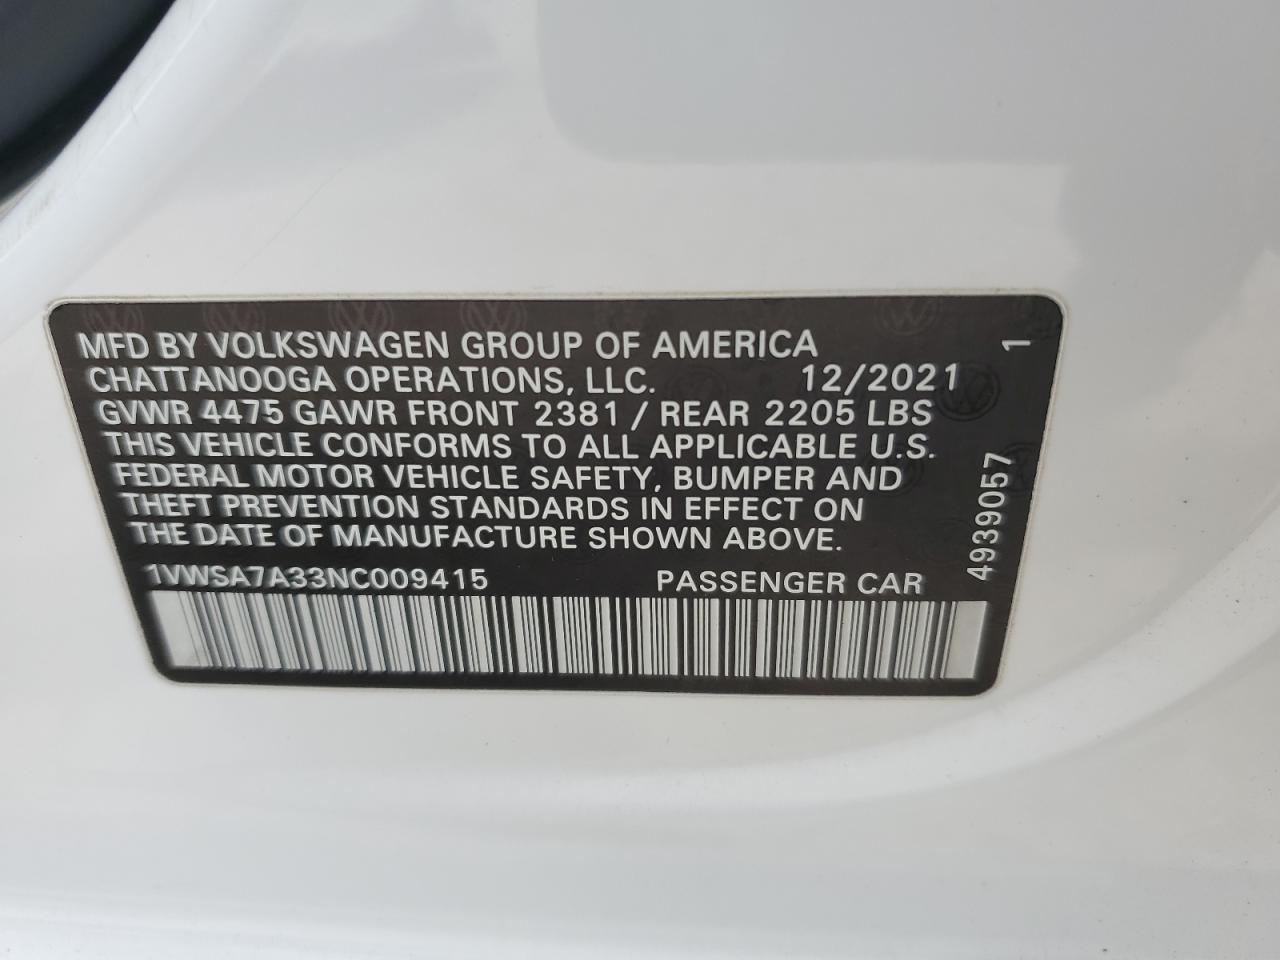 MFD BY VOLKSWAGEN GROUP OF AMERICA
CHATTANOOGA OPERATIONS, LLC. 12/2021
GVWR 4475 GAWR FRONT 2381 / REAR 2205 LBS
THIS VEHICLE CONFORMS TO ALL APPLICABLE U.S.
FEDERAL MOTOR VEHICLE SAFETY, BUMPER AND
THEFT PREVENTION STANDARDS IN EFFECT ON
THE DATE OF MANUFACTURE SHOWN ABOVE.
1VWSA7A33NC009415 PASSENGER CAR
4939057 1